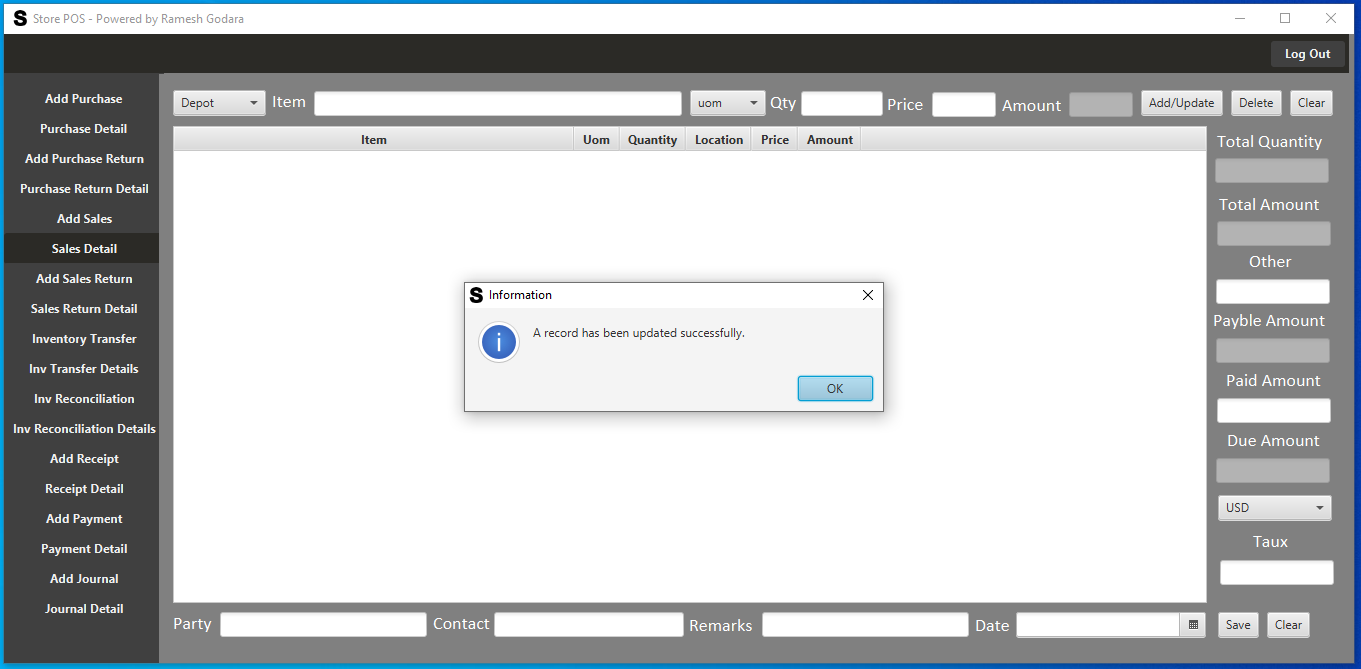 S Store POS - Powered by Ramesh Godara
Log Out
Add Purchase
Purchase Detail
Add Purchase Return
Purchase Return Detail
Add Sales
Sales Detail
Add Sales Return
Sales Return Detail
Inventory Transfer
Inv Transfer Details
Inv Reconciliation
Inv Reconciliation Details
Add Receipt
Receipt Detail
Add Payment
Payment Detail
Add Journal
Journal Detail
Depot Item uom Qty Price Amount Add/Update Delete Clear
Item Uom Quantity Location Price Amount
S Information
A record has been updated successfully.
OK
Total Quantity
Total Amount
Other
Payble Amount
Paid Amount
Due Amount
USD
Taux
Party Contact Remarks Date Save Clear